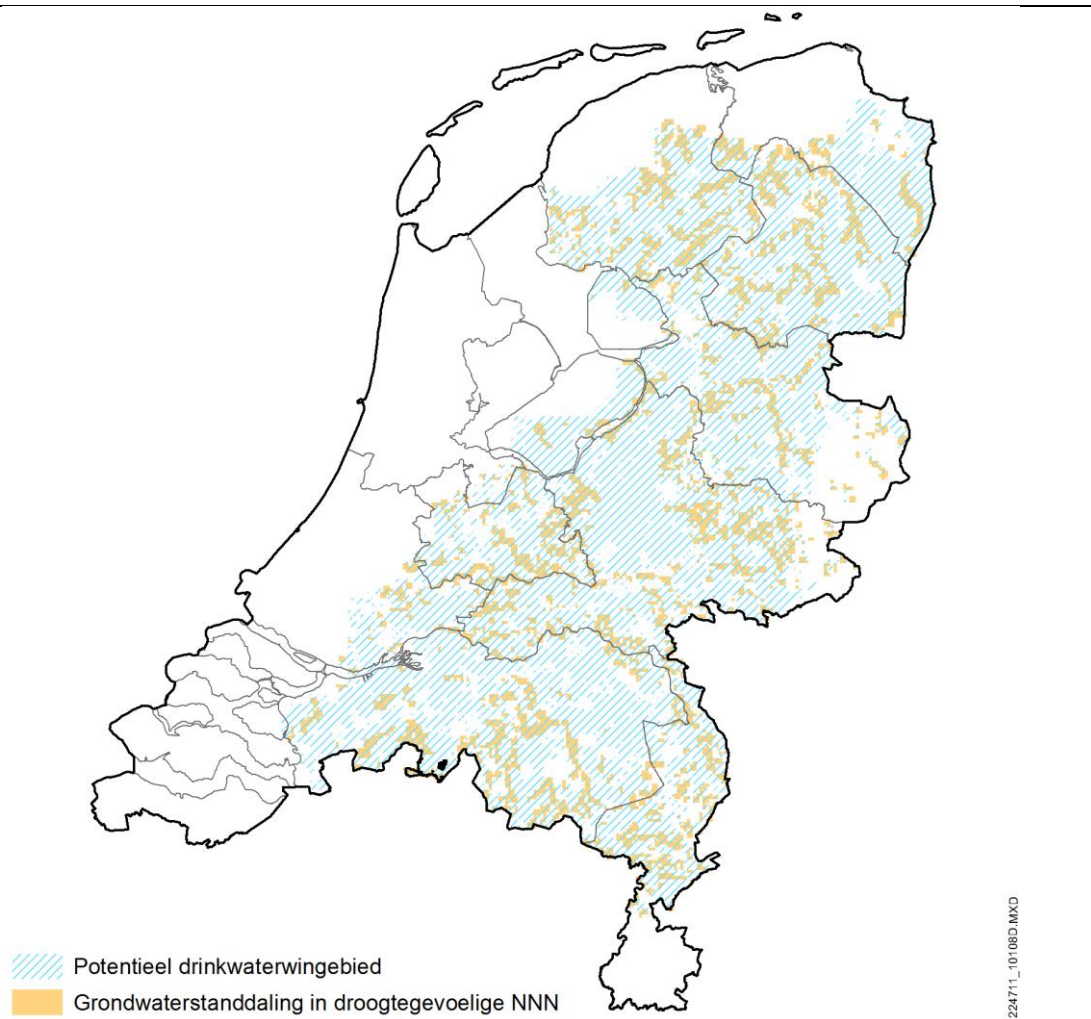 Potentieel drinkwaterwingebied
Grondwaterstanddaling in droogtegevoelige NNN
224711_10108D.MXD